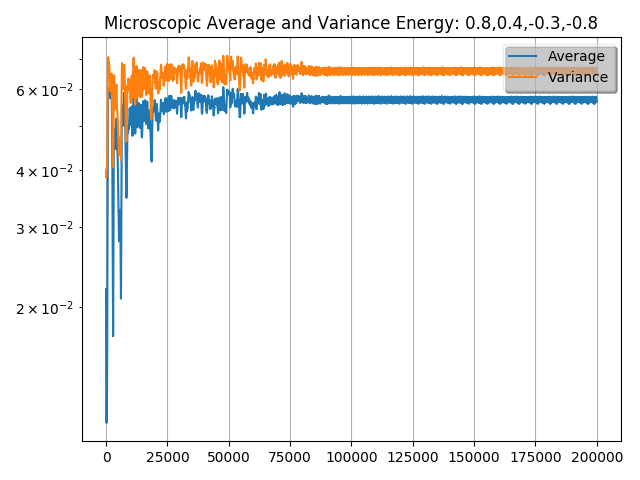 Microscopic Average and Variance Energy: 0.8,0.4,-0.3,-0.8
Average
Variance
6 × 10⁻²
4 × 10⁻²
3 × 10⁻²
2 × 10⁻²
0 25000 50000 75000 100000 125000 150000 175000 200000